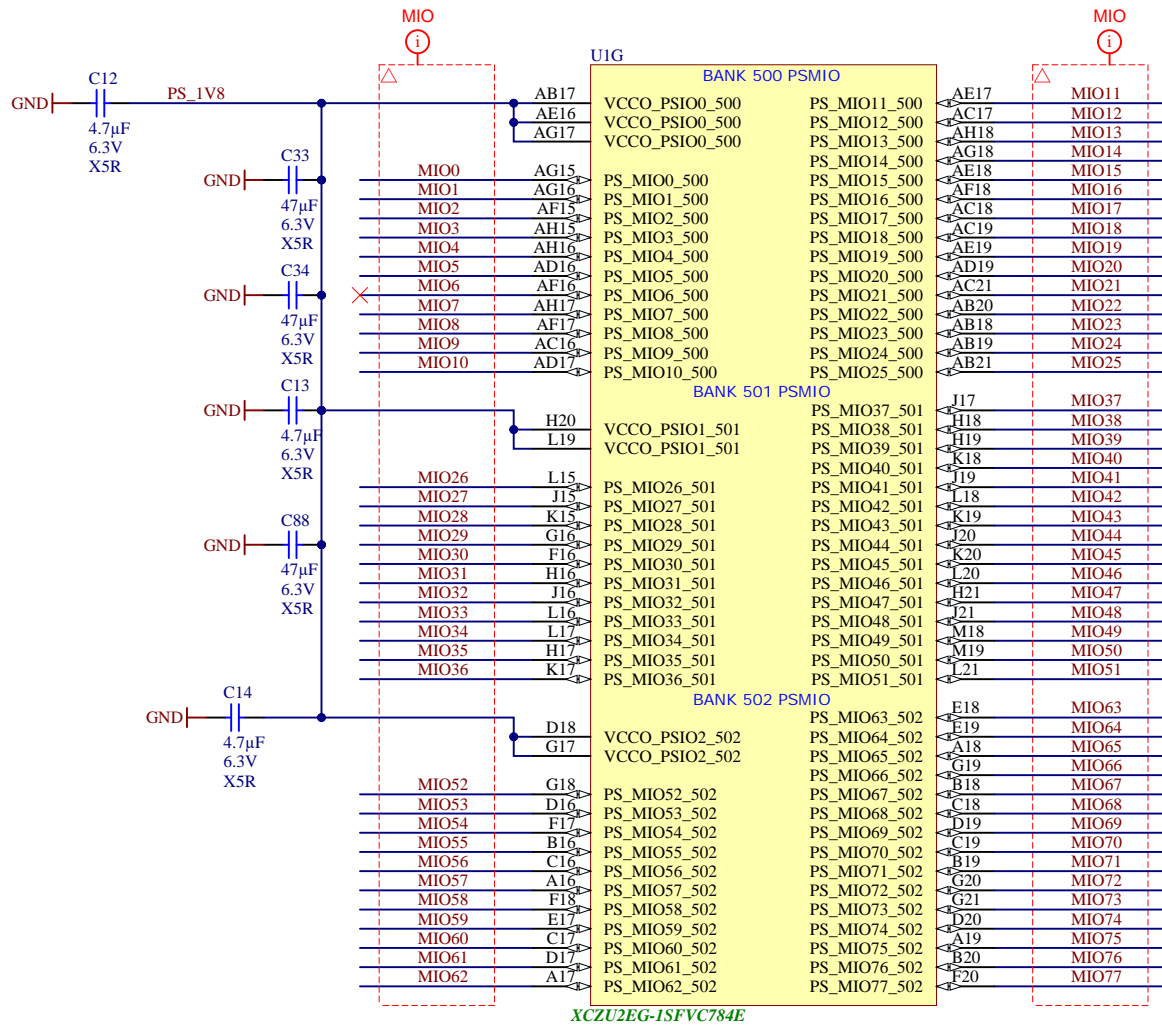 MIO
MIO
U1G
BANK 500 PSMIO
C12
GND
PS_1V8
4.7µF
6.3V
X5R
AB17 VCCO_PSIO0_500 PS_MIO11_500 AE17 MIO11
AE16 VCCO_PSIO0_500 PS_MIO12_500 AC17 MIO12
AG17 VCCO_PSIO0_500 PS_MIO13_500 AH18 MIO13
PS_MIO14_500 AG18 MIO14
C33
GND
47µF
6.3V
X5R
MIO0 AG15 PS_MIO0_500 PS_MIO15_500 AE18 MIO15
MIO1 AG16 PS_MIO1_500 PS_MIO16_500 AF18 MIO16
MIO2 AF15 PS_MIO2_500 PS_MIO17_500 AC18 MIO17
MIO3 AH15 PS_MIO3_500 PS_MIO18_500 AC19 MIO18
MIO4 AH16 PS_MIO4_500 PS_MIO19_500 AE19 MIO19
C34
GND
47µF
6.3V
X5R
MIO5 AD16 PS_MIO5_500 PS_MIO20_500 AD19 MIO20
MIO6 AF16 PS_MIO6_500 PS_MIO21_500 AC21 MIO21
MIO7 AH17 PS_MIO7_500 PS_MIO22_500 AB20 MIO22
MIO8 AF17 PS_MIO8_500 PS_MIO23_500 AB18 MIO23
MIO9 AC16 PS_MIO9_500 PS_MIO24_500 AB19 MIO24
MIO10 AD17 PS_MIO10_500 PS_MIO25_500 AB21 MIO25
BANK 501 PSMIO
C13
GND
4.7µF
6.3V
X5R
PS_MIO37_501 J17 MIO37
H20 VCCO_PSIO1_501 PS_MIO38_501 H18 MIO38
L19 VCCO_PSIO1_501 PS_MIO39_501 H19 MIO39
PS_MIO40_501 K18 MIO40
MIO26 L15 PS_MIO26_501 PS_MIO41_501 J19 MIO41
MIO27 J15 PS_MIO27_501 PS_MIO42_501 L18 MIO42
MIO28 K15 PS_MIO28_501 PS_MIO43_501 K19 MIO43
C88
GND
47µF
6.3V
X5R
MIO29 G16 PS_MIO29_501 PS_MIO44_501 J20 MIO44
MIO30 F16 PS_MIO30_501 PS_MIO45_501 K20 MIO45
MIO31 H16 PS_MIO31_501 PS_MIO46_501 L20 MIO46
MIO32 J16 PS_MIO32_501 PS_MIO47_501 H21 MIO47
MIO33 L16 PS_MIO33_501 PS_MIO48_501 J21 MIO48
MIO34 L17 PS_MIO34_501 PS_MIO49_501 M18 MIO49
MIO35 H17 PS_MIO35_501 PS_MIO50_501 M19 MIO50
MIO36 K17 PS_MIO36_501 PS_MIO51_501 L21 MIO51
BANK 502 PSMIO
C14
GND
4.7µF
6.3V
X5R
PS_MIO63_502 E18 MIO63
D18 VCCO_PSIO2_502 PS_MIO64_502 E19 MIO64
G17 VCCO_PSIO2_502 PS_MIO65_502 A18 MIO65
PS_MIO66_502 G19 MIO66
MIO52 G18 PS_MIO52_502 PS_MIO67_502 B18 MIO67
MIO53 D16 PS_MIO53_502 PS_MIO68_502 C18 MIO68
MIO54 F17 PS_MIO54_502 PS_MIO69_502 D19 MIO69
MIO55 B16 PS_MIO55_502 PS_MIO70_502 C19 MIO70
MIO56 C16 PS_MIO56_502 PS_MIO71_502 B19 MIO71
MIO57 A16 PS_MIO57_502 PS_MIO72_502 G20 MIO72
MIO58 F18 PS_MIO58_502 PS_MIO73_502 G21 MIO73
MIO59 E17 PS_MIO59_502 PS_MIO74_502 D20 MIO74
MIO60 C17 PS_MIO60_502 PS_MIO75_502 A19 MIO75
MIO61 D17 PS_MIO61_502 PS_MIO76_502 B20 MIO76
MIO62 A17 PS_MIO62_502 PS_MIO77_502 F20 MIO77
XCZU2EG-1SFVC784E